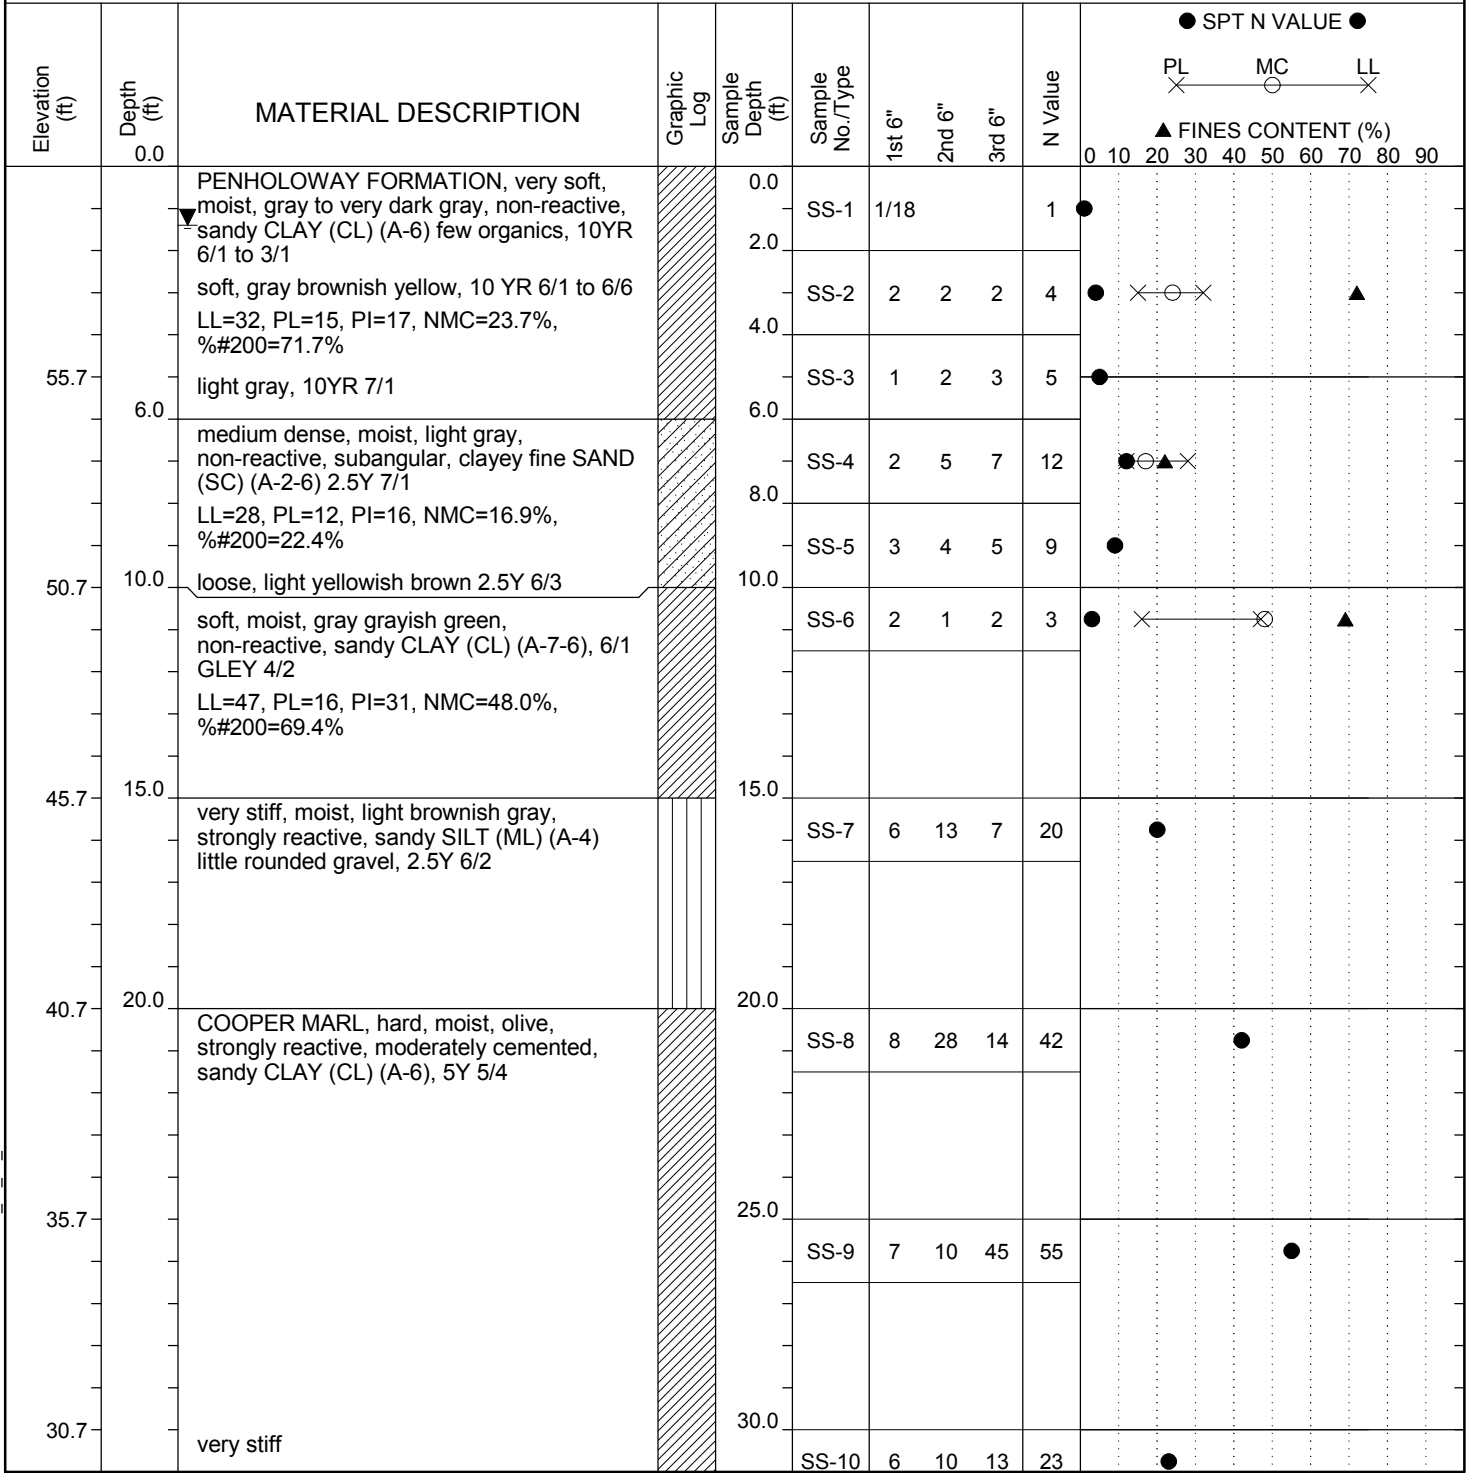 ● SPT N VALUE ●
PL MC LL
▲ FINES CONTENT (%)
0 10 20 30 40 50 60 70 80 90
Elevation
(ft)
Depth
(ft)
0.0
MATERIAL DESCRIPTION
Graphic
Log
Sample
Depth
(ft)
Sample
No./Type
1st 6"
2nd 6"
3rd 6"
N Value
PENHOLOWAY FORMATION, very soft,
moist, gray to very dark gray, non-reactive,
sandy CLAY (CL) (A-6) few organics, 10YR
6/1 to 3/1
0.0
SS-1 1/18 1
2.0
soft, gray brownish yellow, 10 YR 6/1 to 6/6
LL=32, PL=15, PI=17, NMC=23.7%,
%#200=71.7%
SS-2 2 2 2 4
4.0
55.7
light gray, 10YR 7/1
SS-3 1 2 3 5
6.0
6.0
medium dense, moist, light gray,
non-reactive, subangular, clayey fine SAND
(SC) (A-2-6) 2.5Y 7/1
SS-4 2 5 7 12
8.0
LL=28, PL=12, PI=16, NMC=16.9%,
%#200=22.4%
SS-5 3 4 5 9
50.7
10.0
loose, light yellowish brown 2.5Y 6/3
10.0
soft, moist, gray grayish green,
non-reactive, sandy CLAY (CL) (A-7-6), 6/1
GLEY 4/2
SS-6 2 1 2 3
LL=47, PL=16, PI=31, NMC=48.0%,
%#200=69.4%
45.7
15.0
15.0
very stiff, moist, light brownish gray,
strongly reactive, sandy SILT (ML) (A-4)
little rounded gravel, 2.5Y 6/2
SS-7 6 13 7 20
40.7
20.0
20.0
COOPER MARL, hard, moist, olive,
strongly reactive, moderately cemented,
sandy CLAY (CL) (A-6), 5Y 5/4
SS-8 8 28 14 42
35.7
25.0
SS-9 7 10 45 55
30.7
30.0
very stiff
SS-10 6 10 13 23